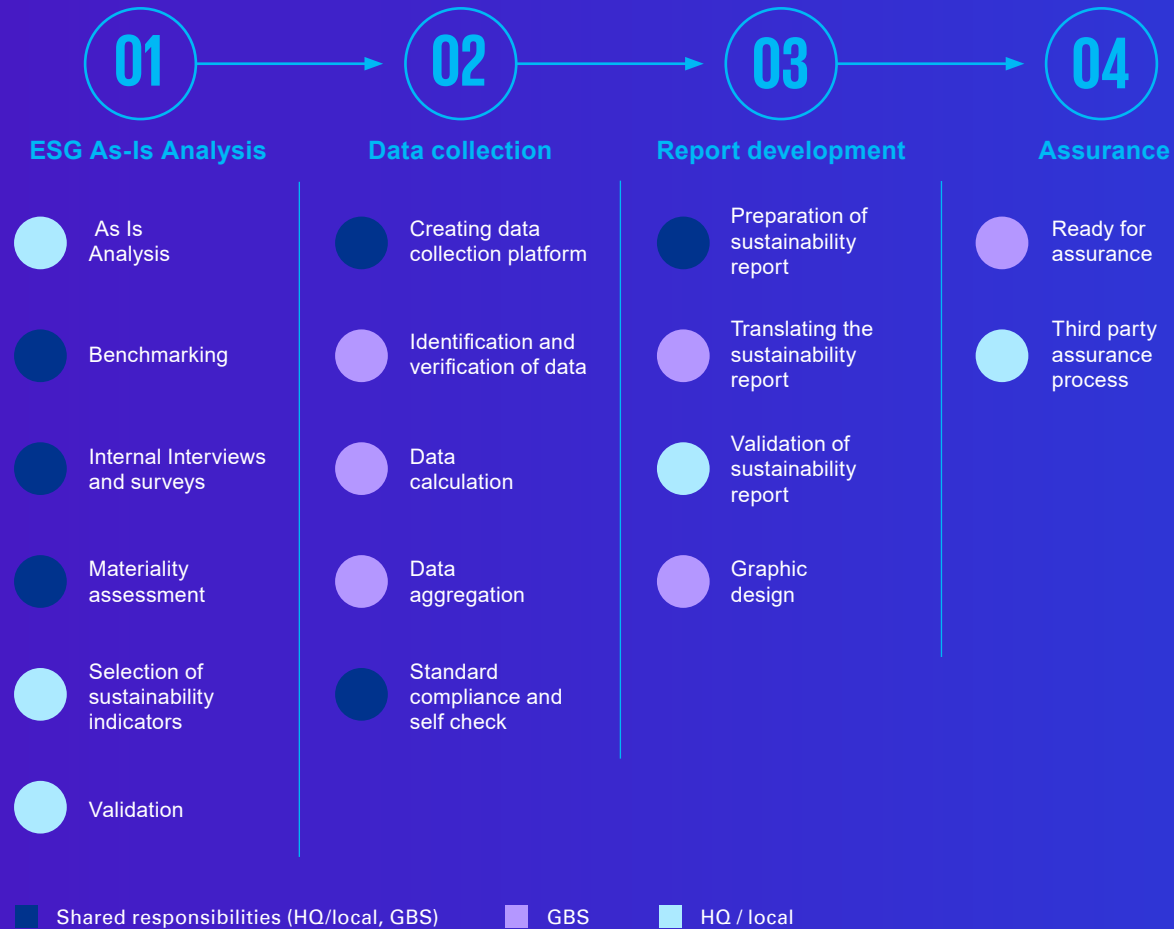 01
02
03
04
ESG As-Is Analysis
Data collection
Report development
Assurance
As Is
Analysis
Benchmarking
Internal Interviews
and surveys
Materiality
assessment
Selection of
sustainability
indicators
Validation
Creating data
collection platform
Identification and
verification of data
Data
calculation
Data
aggregation
Standard
compliance and
self check
Preparation of
sustainability
report
Translating the
sustainability
report
Validation of
sustainability
report
Graphic
design
Ready for
assurance
Third party
assurance
process
Shared responsibilities (HQ/local, GBS)
GBS
HQ / local